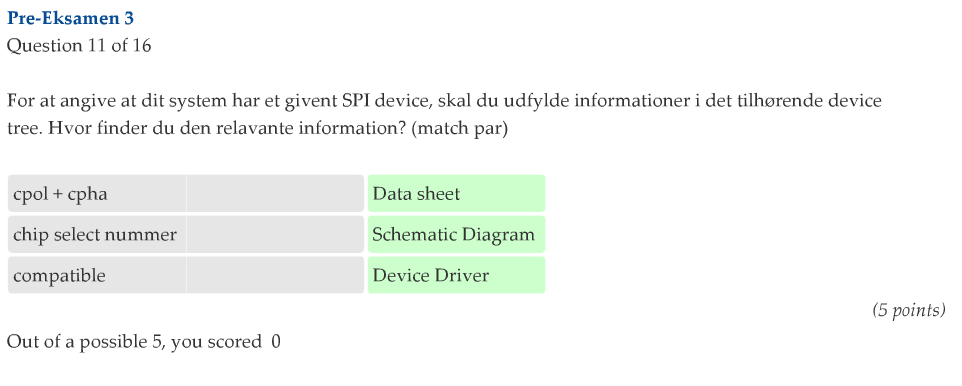 Pre-Eksamen 3
Question 11 of 16
For at angive at dit system har et givent SPI device, skal du udfylde informationer i det tilhørende device
tree. Hvor finder du den relavante information? (match par)
cpol + cpha Data sheet
chip select nummer Schematic Diagram
compatible Device Driver
(5 points)
Out of a possible 5, you scored 0